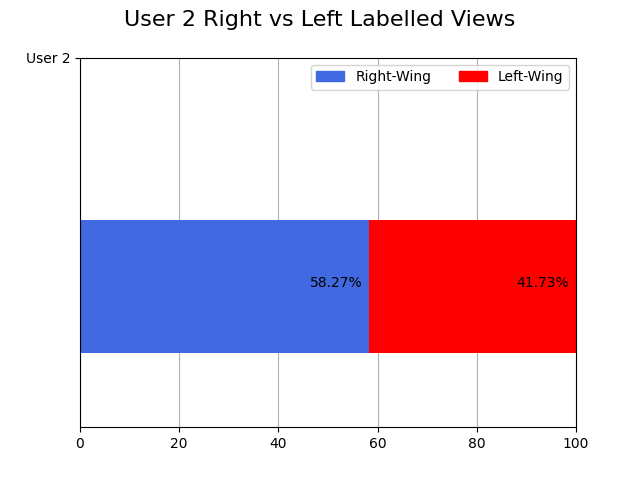 User 2 Right vs Left Labelled Views
User 2
Right-Wing Left-Wing
58.27% 41.73%
0 20 40 60 80 100